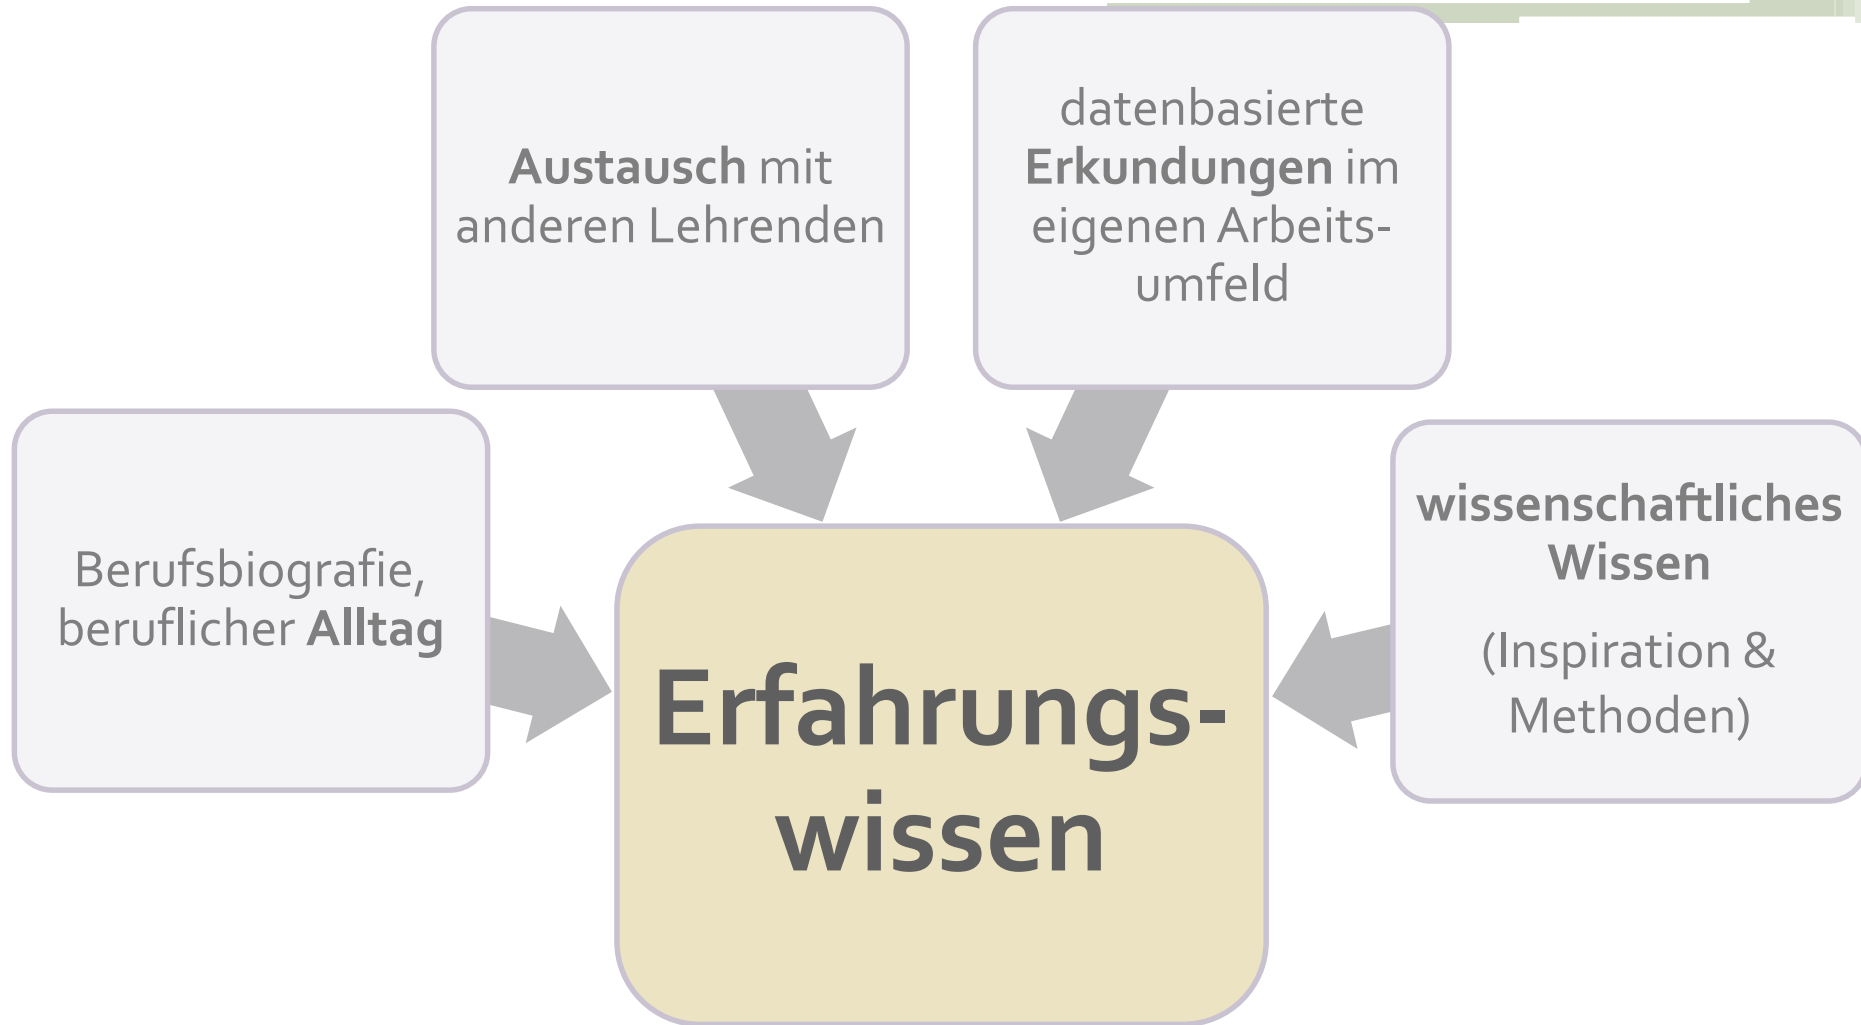 Austausch mit
anderen Lehrenden
datenbasierte
Erkundungen im
eigenen Arbeits-
umfeld
Berufsbiografie,
beruflicher Alltag
wissenschaftliches
Wissen
(Inspiration &
Methoden)
Erfahrungs-
wissen